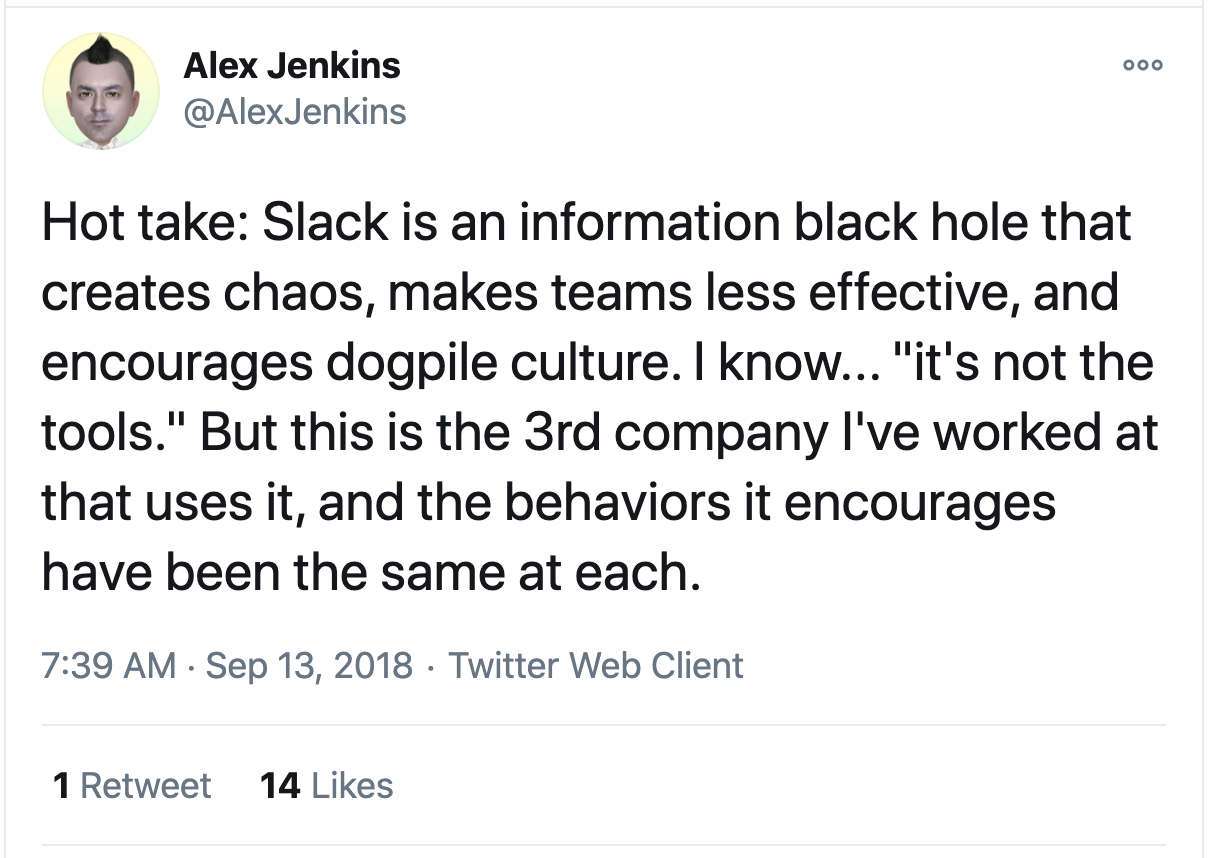 Alex Jenkins
@AlexJenkins
Hot take: Slack is an information black hole that
creates chaos, makes teams less effective, and
encourages dogpile culture. I know... "it's not the
tools." But this is the 3rd company I've worked at
that uses it, and the behaviors it encourages
have been the same at each.
7:39 AM · Sep 13, 2018 · Twitter Web Client
1 Retweet 14 Likes